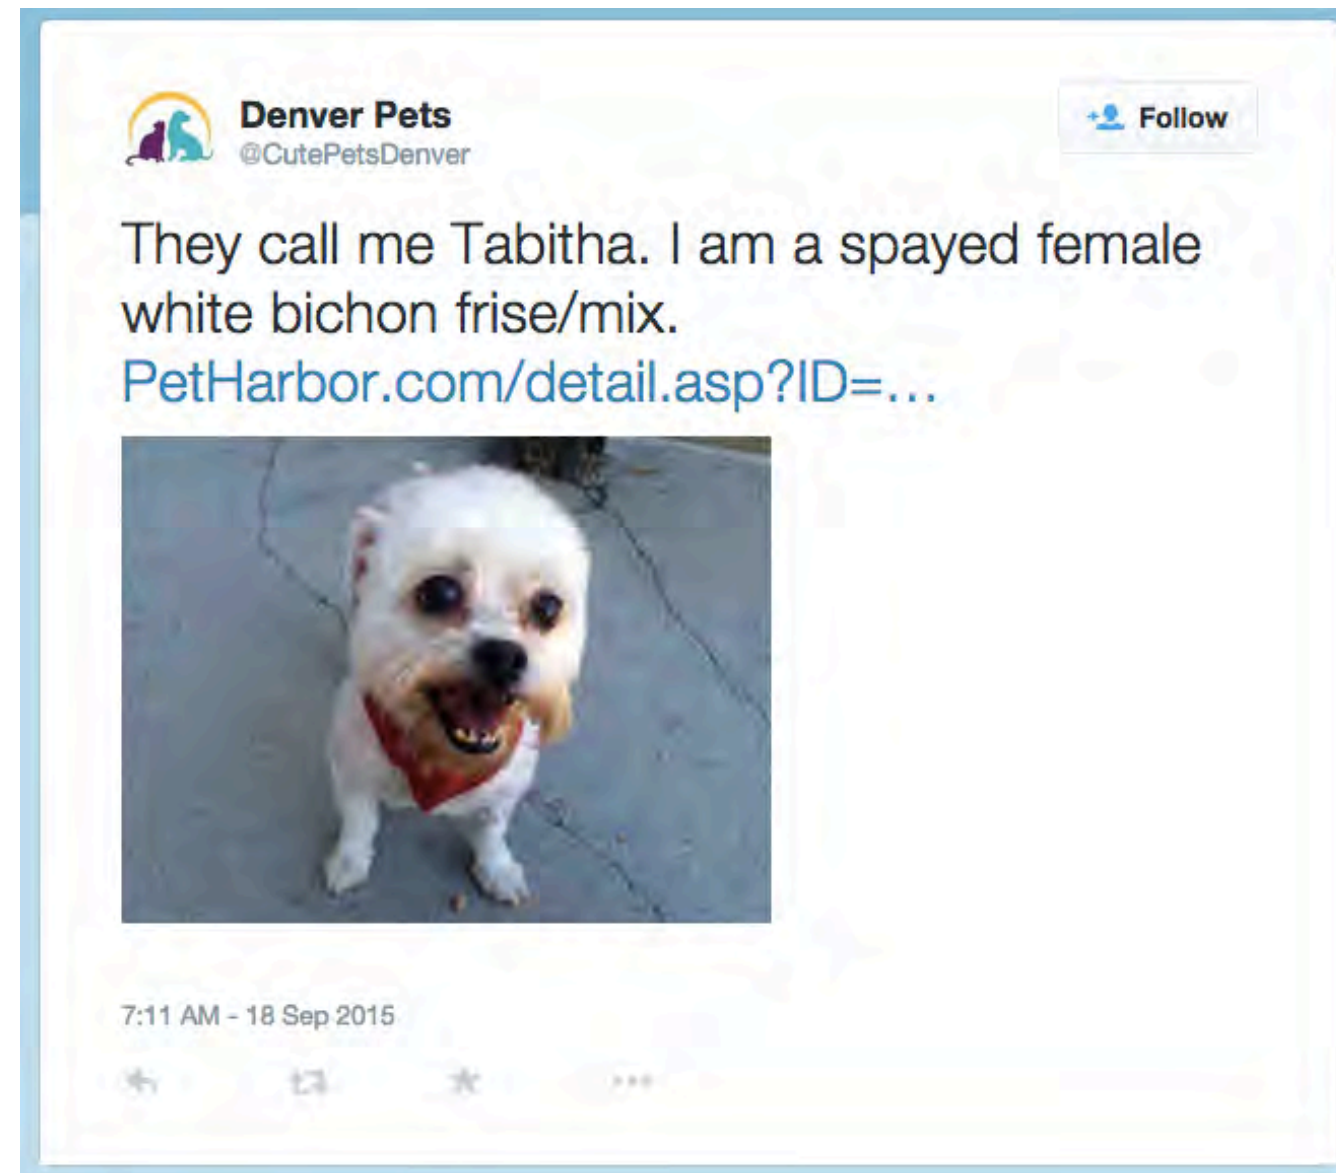 Denver Pets
@CutePetsDenver
Follow
They call me Tabitha. I am a spayed female
white bichon frise/mix.
PetHarbor.com/detail.asp?ID=...
7:11 AM - 18 Sep 2015